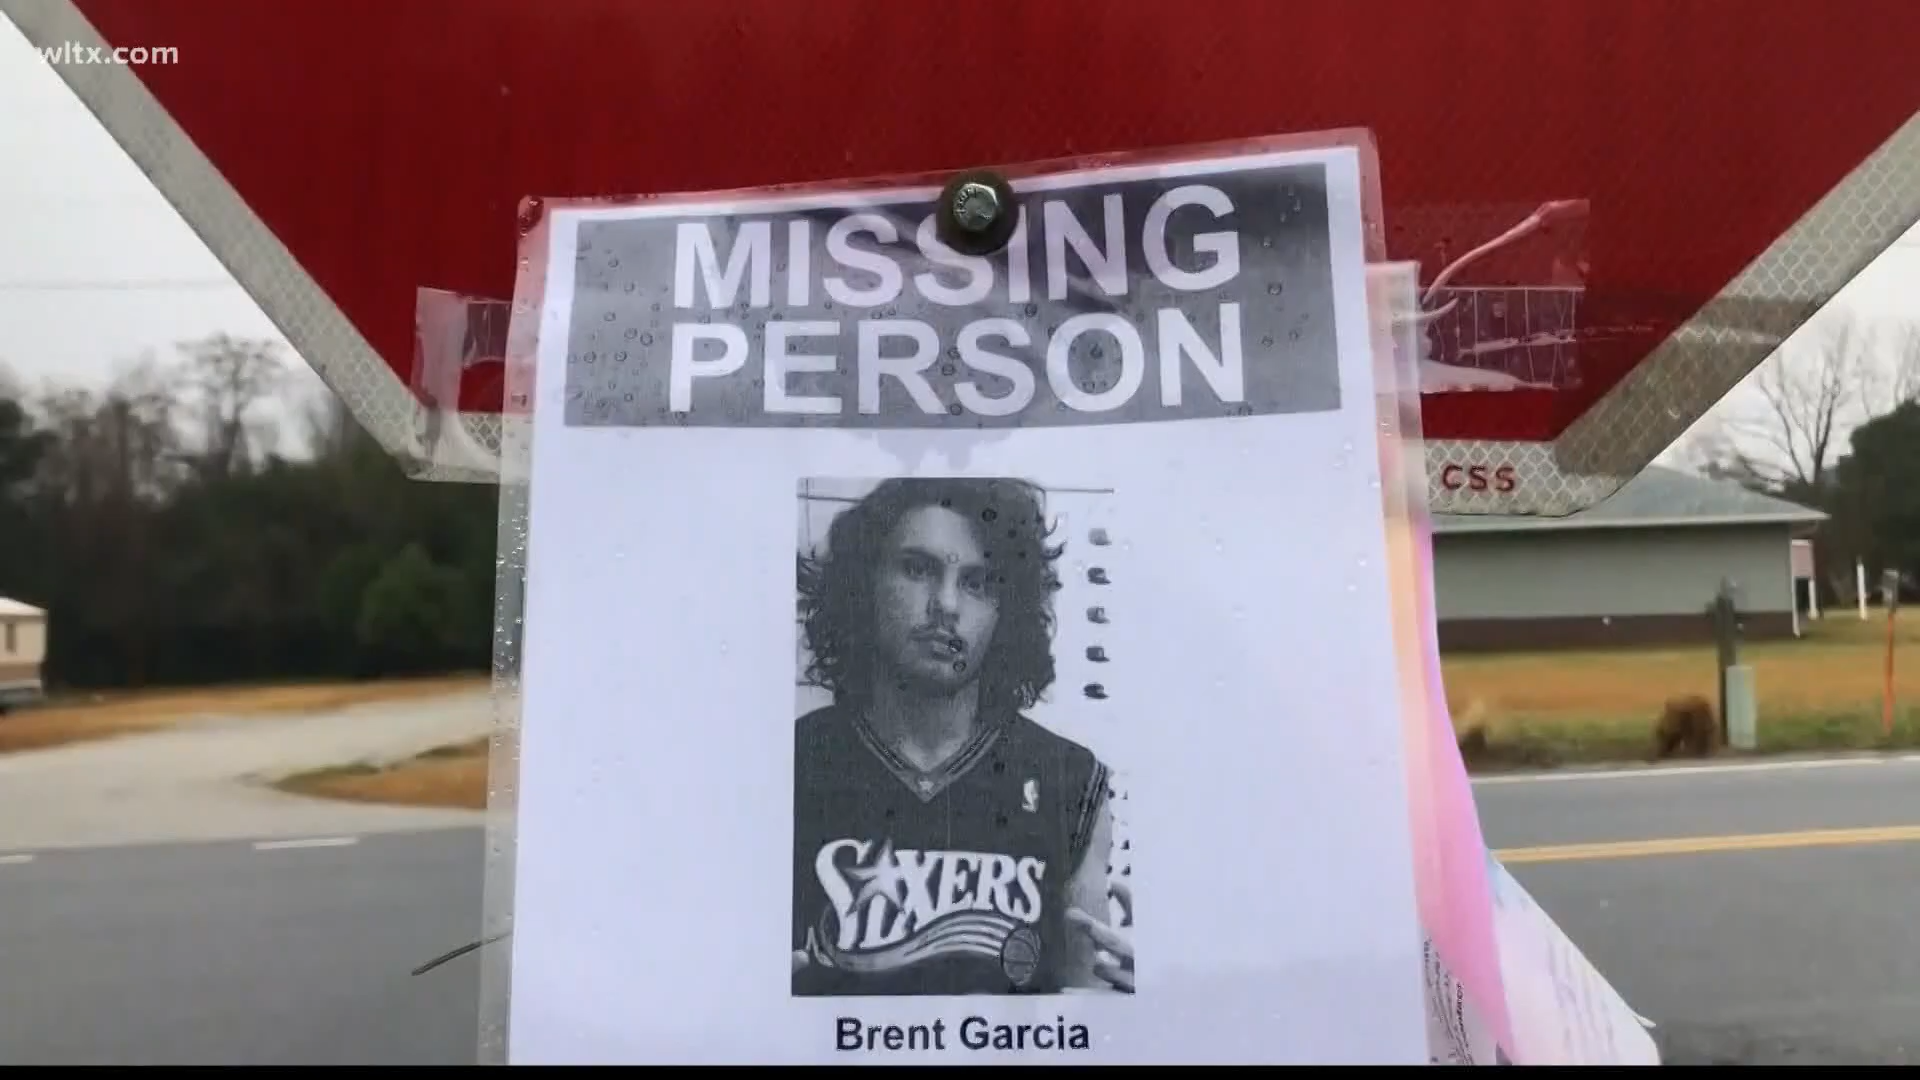 wltx.com
MISSING
PERSON
CSS
SIXERS
Brent Garcia